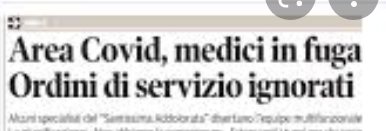 Area Covid, medici in fuga
Ordini di servizio ignorati
Alcuni specialisti del "Santissima Addolorata" disertano l'equipe multifunzionale